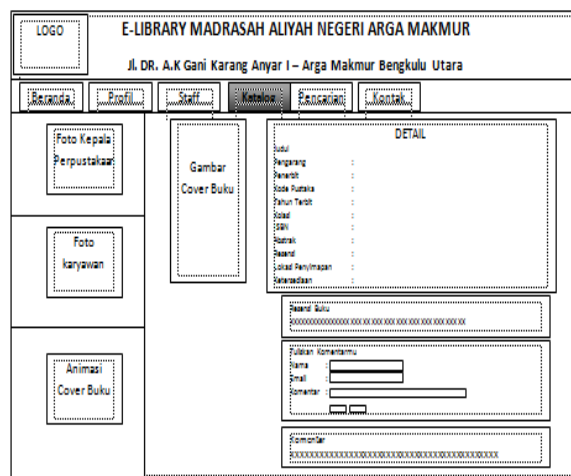 LOGO
E-LIBRARY MADRASAH ALIYAH NEGERI ARGA MAKMUR
Jl. DR. A.K Gani Karang Anyar I – Arga Makmur Bengkulu Utara
Beranda Profil Staff Katalog Pencarian Kontak
Foto Kepala
Perpustakaan
Foto
karyawan
Animasi
Cover Buku
Gambar
Cover Buku
DETAIL
Judul
Pengarang :
Penerbit :
Kode Pustaka :
Tahun Terbit :
Kolasi :
ISBN :
Abstrak :
Resensi :
Lokasi Penyimpan :
Ketersediaan :
Resensi Buku
Tuliskan Komentarmu
Nama :
Email :
Komentar :
Komentar